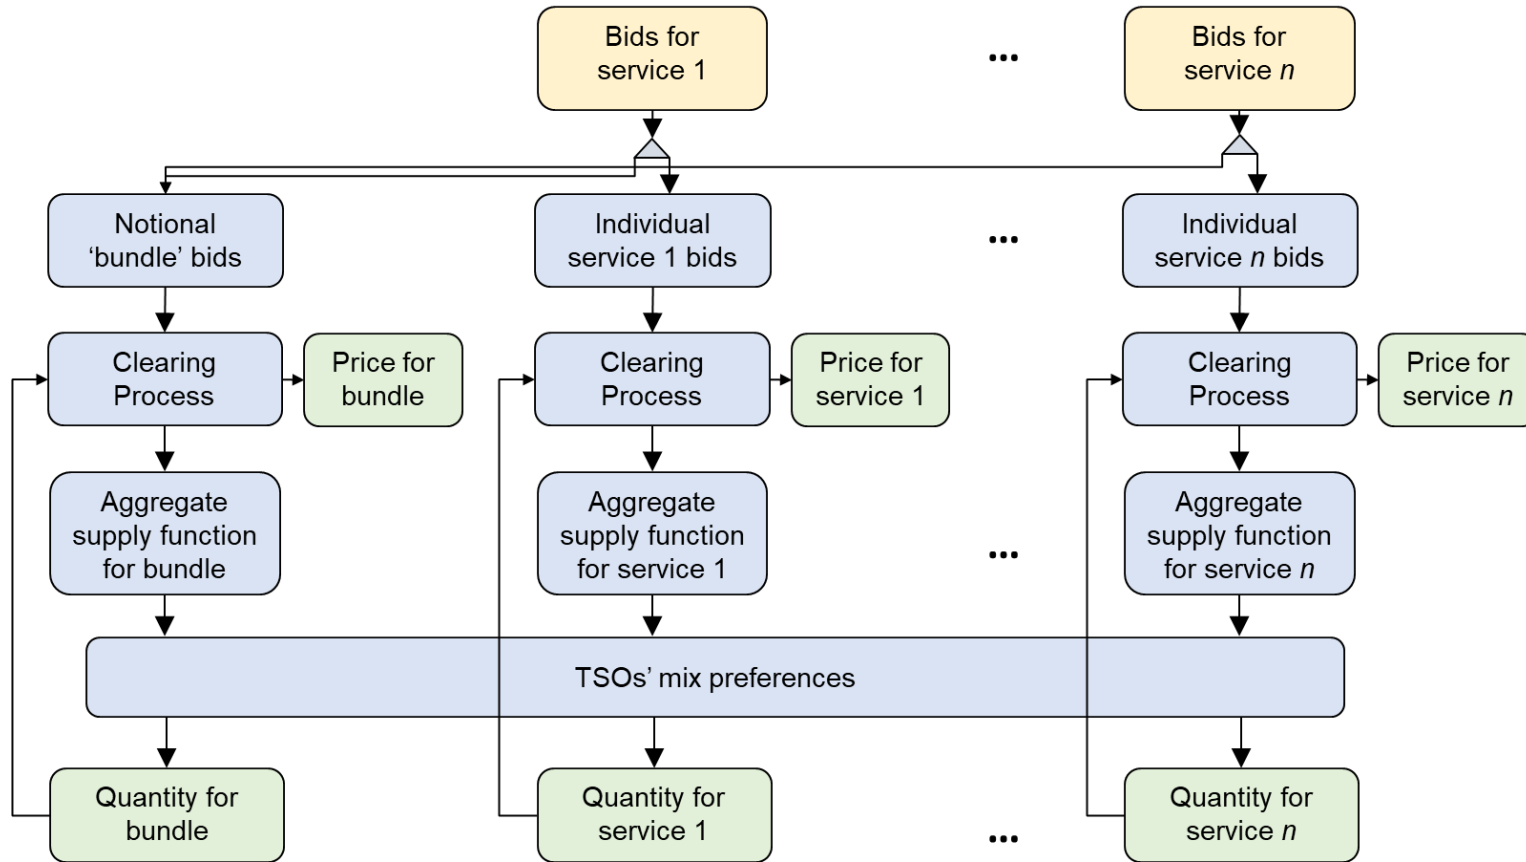 Bids for
service 1
...
Bids for
service n
Notional
‘bundle’ bids
Individual
service 1 bids
...
Individual
service n bids
Clearing
Process
Price for
bundle
Clearing
Process
Price for
service 1
Clearing
Process
Price for
service n
Aggregate
supply function
for bundle
Aggregate
supply function
for service 1
...
Aggregate
supply function
for service n
TSOs’ mix preferences
Quantity for
bundle
Quantity for
service 1
...
Quantity for
service n